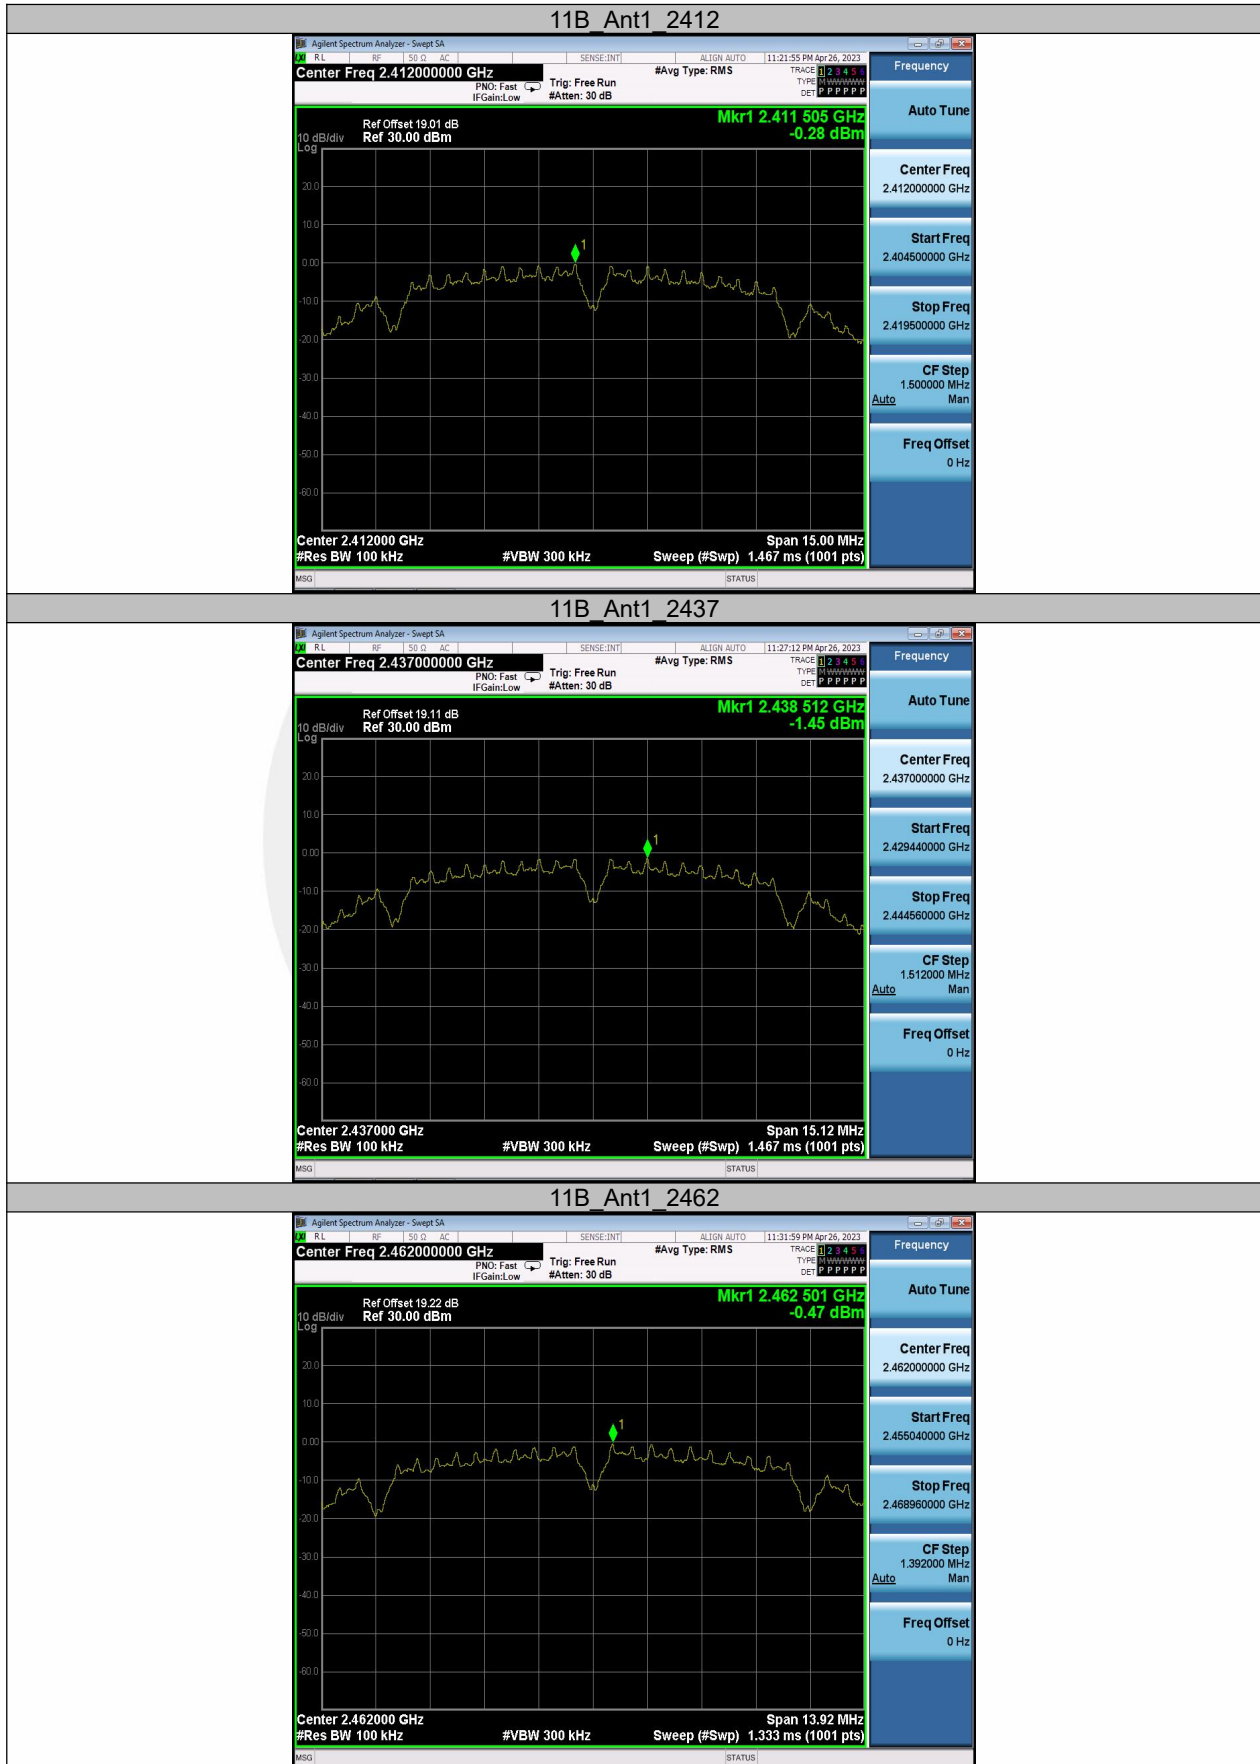 11B_Ant1_2412
Agilent Spectrum Analyzer - Swept SA
LXI RL RF 50 Ω AC SENSE:INT ALIGN AUTO 11:21:55 PM Apr 26, 2023
Center Freq 2.412000000 GHz #Avg Type: RMS TRACE 1 2 3 4 5 6
PNO: Fast Trig: Free Run TYPE M WWWWW
IFGain:Low #Atten: 30 dB DET P P P P P P
Frequency
Auto Tune
Mkr1 2.411 505 GHz
Ref Offset 19.01 dB
10 dB/div Ref 30.00 dBm -0.28 dBm
Log
20.0
10.0
0.00
-10.0
-20.0
-30.0
-40.0
-50.0
-60.0
1
Center Freq
2.412000000 GHz
Start Freq
2.404500000 GHz
Stop Freq
2.419500000 GHz
CF Step
1.500000 MHz
Auto Man
Freq Offset
0 Hz
Center 2.412000 GHz Span 15.00 MHz
#Res BW 100 kHz #VBW 300 kHz Sweep (#Swp) 1.467 ms (1001 pts)
MSG STATUS
11B_Ant1_2437
Agilent Spectrum Analyzer - Swept SA
LXI RL RF 50 Ω AC SENSE:INT ALIGN AUTO 11:27:12 PM Apr 26, 2023
Center Freq 2.437000000 GHz #Avg Type: RMS TRACE 1 2 3 4 5 6
PNO: Fast Trig: Free Run TYPE M WWWWW
IFGain:Low #Atten: 30 dB DET P P P P P P
Frequency
Auto Tune
Mkr1 2.438 512 GHz
Ref Offset 19.11 dB
10 dB/div Ref 30.00 dBm -1.45 dBm
Log
20.0
10.0
0.00
-10.0
-20.0
-30.0
-40.0
-50.0
-60.0
1
Center Freq
2.437000000 GHz
Start Freq
2.429440000 GHz
Stop Freq
2.444560000 GHz
CF Step
1.512000 MHz
Auto Man
Freq Offset
0 Hz
Center 2.437000 GHz Span 15.12 MHz
#Res BW 100 kHz #VBW 300 kHz Sweep (#Swp) 1.467 ms (1001 pts)
MSG STATUS
11B_Ant1_2462
Agilent Spectrum Analyzer - Swept SA
LXI RL RF 50 Ω AC SENSE:INT ALIGN AUTO 11:31:59 PM Apr 26, 2023
Center Freq 2.462000000 GHz #Avg Type: RMS TRACE 1 2 3 4 5 6
PNO: Fast Trig: Free Run TYPE M WWWWW
IFGain:Low #Atten: 30 dB DET P P P P P P
Frequency
Auto Tune
Mkr1 2.462 501 GHz
Ref Offset 19.22 dB
10 dB/div Ref 30.00 dBm -0.47 dBm
Log
20.0
10.0
0.00
-10.0
-20.0
-30.0
-40.0
-50.0
-60.0
1
Center Freq
2.462000000 GHz
Start Freq
2.455040000 GHz
Stop Freq
2.468960000 GHz
CF Step
1.392000 MHz
Auto Man
Freq Offset
0 Hz
Center 2.462000 GHz Span 13.92 MHz
#Res BW 100 kHz #VBW 300 kHz Sweep (#Swp) 1.333 ms (1001 pts)
MSG STATUS